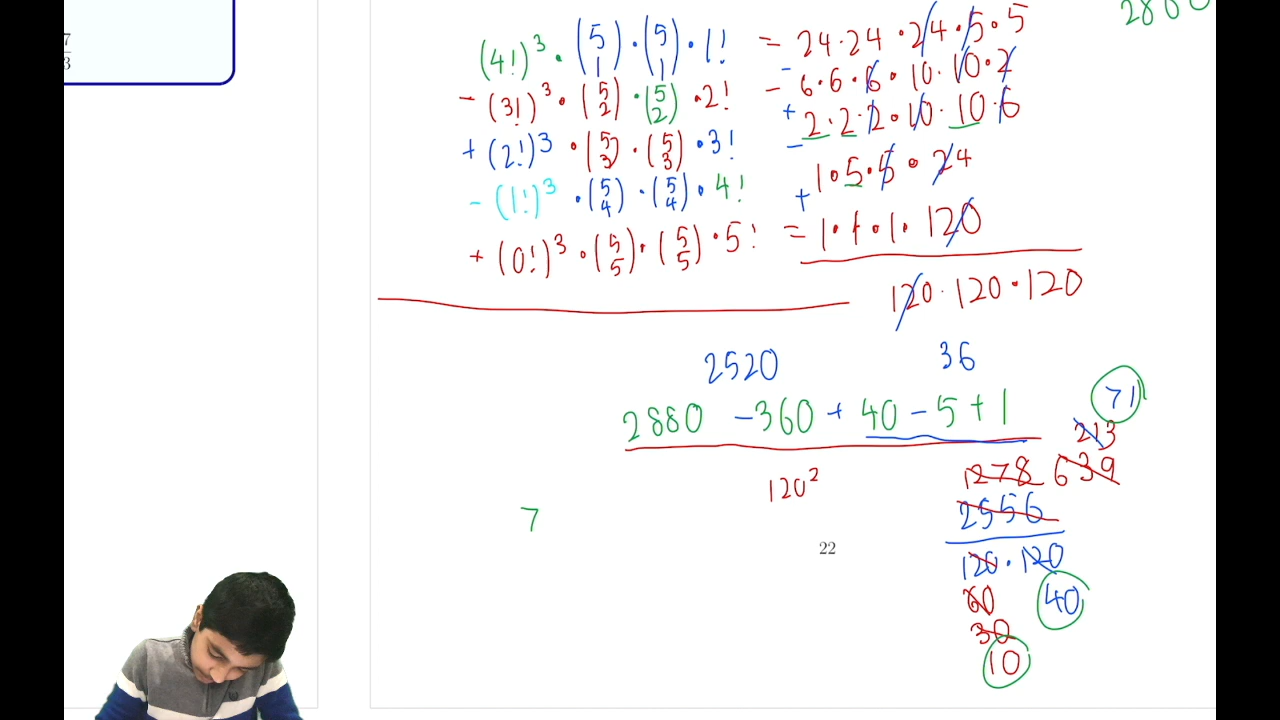 7
3
2880
(4!)³ · (5 1) · (5 1) · 1! = 24·24·24·5·5
- (3!)³ · (5 2) · (5 2) · 2! = - 6·6·6·10·10·2
+ (2!)³ · (5 3) · (5 3) · 3! + 2·2·2·10·10·6
- (1!)³ · (5 4) · (5 4) · 4! - 1·5·5·24
+ (0!)³ · (5 5) · (5 5) · 5! = + 1·1·1·120
120·120·120
2520 36
2880 -360 + 40 - 5 + 1
120²
71
213
1278 639
2556
120·120
60 40
30
10
7
22